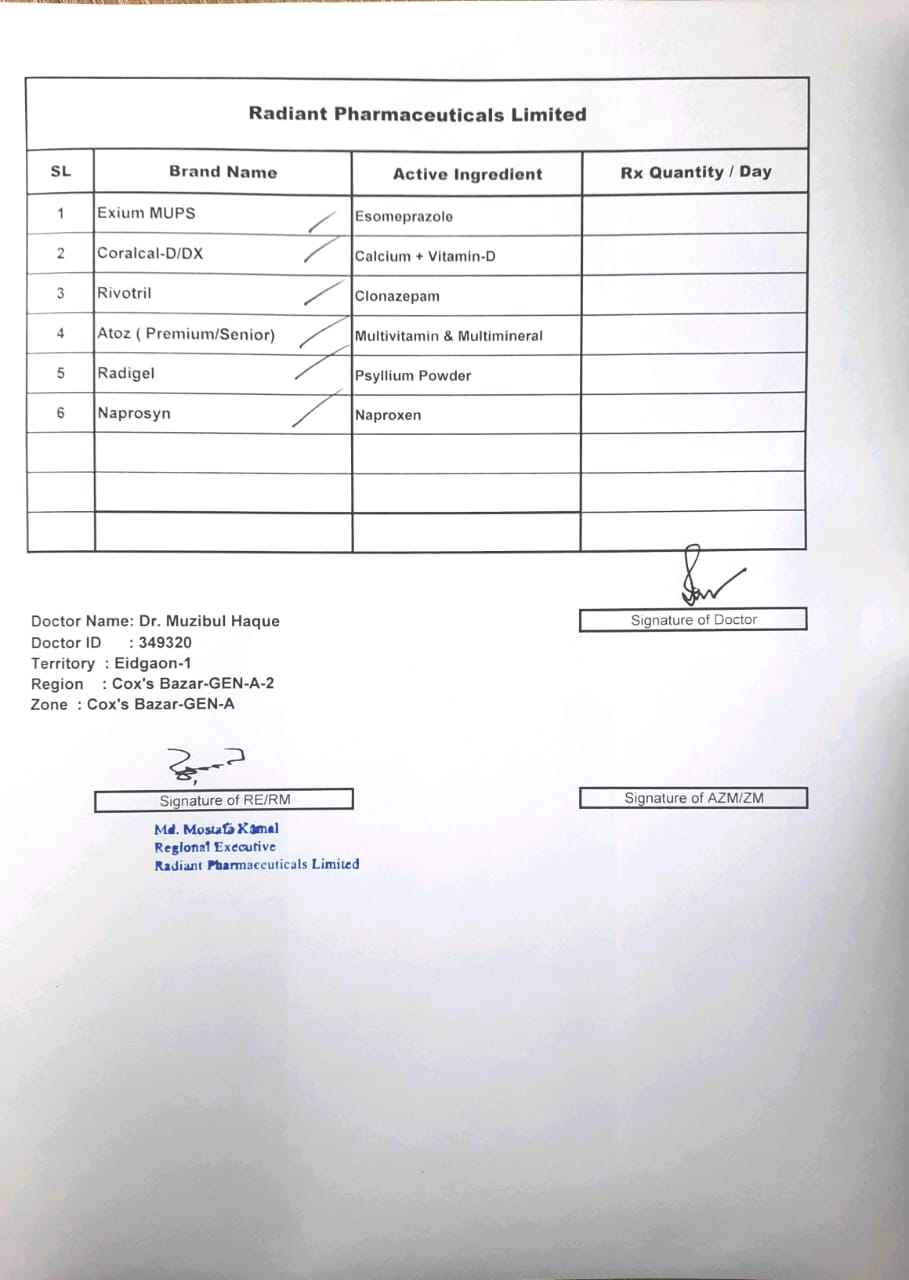 Radiant Pharmaceuticals Limited
SL Brand Name Active Ingredient Rx Quantity / Day
1 Exium MUPS Esomeprazole
2 Coralcal-D/DX Calcium + Vitamin-D
3 Rivotril Clonazepam
4 Atoz ( Premium/Senior) Multivitamin & Multimineral
5 Radigel Psyllium Powder
6 Naprosyn Naproxen
Signature of Doctor
Doctor Name: Dr. Muzibul Haque
Doctor ID : 349320
Territory : Eidgaon-1
Region : Cox's Bazar-GEN-A-2
Zone : Cox's Bazar-GEN-A
Signature of RE/RM Signature of AZM/ZM
Md. Mostafa Kamal
Regional Executive
Radiant Pharmaceuticals Limited